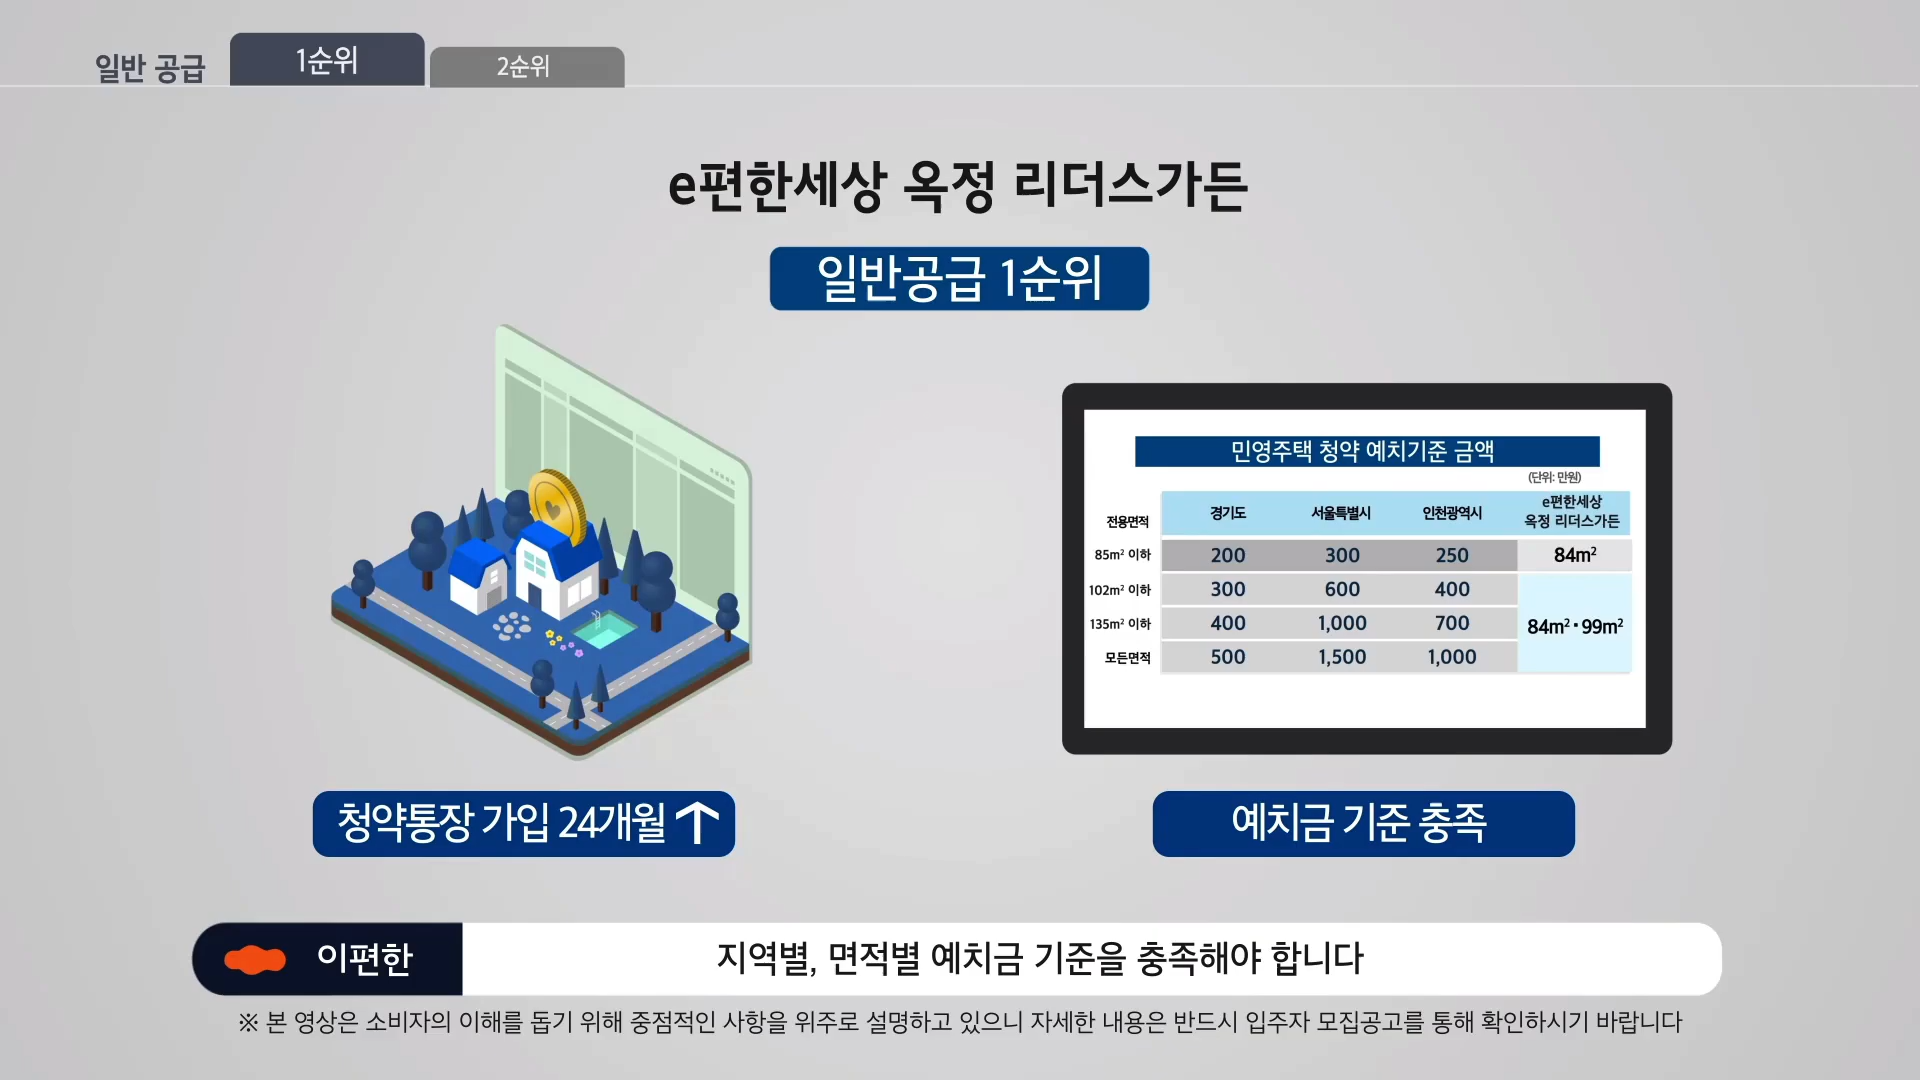 일반 공급
1순위
2순위
e편한세상 옥정 리더스가든
일반공급 1순위
민영주택 청약 예치기준 금액
(단위: 만원)
전용면적 경기도 서울특별시 인천광역시 e편한세상
옥정 리더스가든
85m² 이하 200 300 250 84m²
102m² 이하 300 600 400
135m² 이하 400 1,000 700 84m²·99m²
모든면적 500 1,500 1,000
청약통장 가입 24개월 ↑
예치금 기준 충족
이편한 지역별, 면적별 예치금 기준을 충족해야 합니다
※ 본 영상은 소비자의 이해를 돕기 위해 중점적인 사항을 위주로 설명하고 있으니 자세한 내용은 반드시 입주자 모집공고를 통해 확인하시기 바랍니다